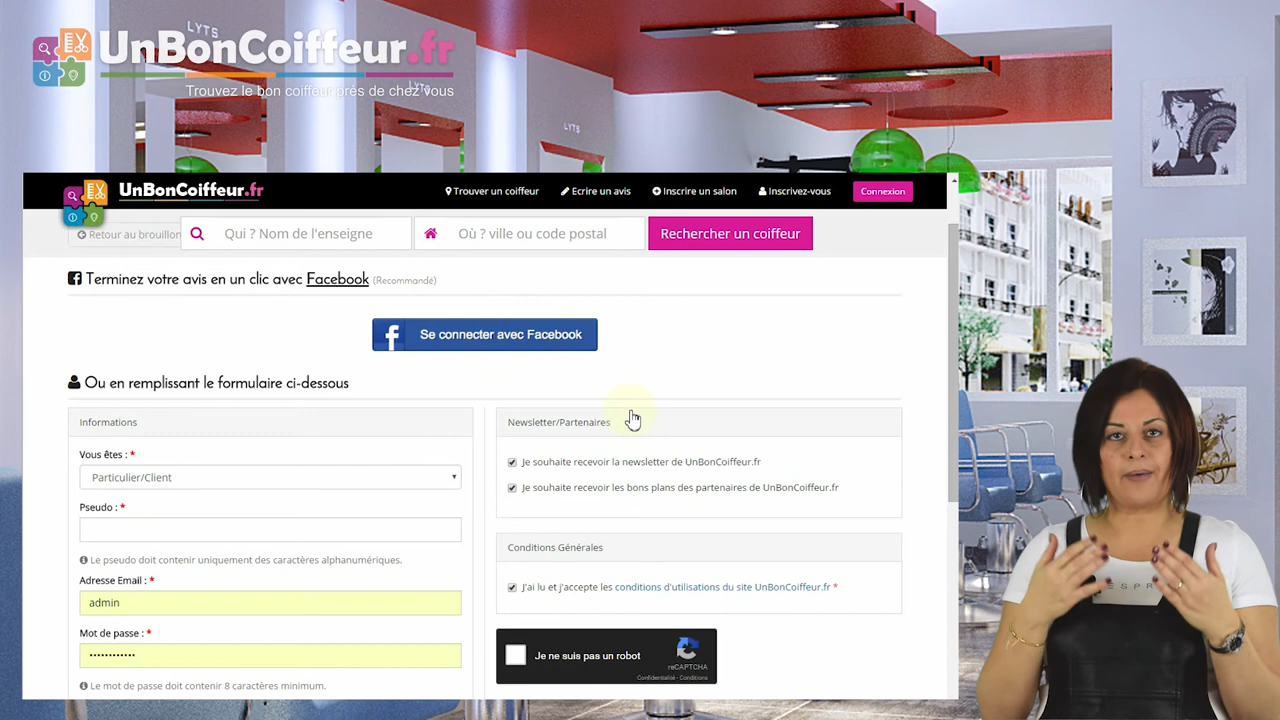 LYTS
UnBonCoiffeur.fr
Trouvez le bon coiffeur près de chez vous
LYTS
LYTS
UnBonCoiffeur.fr
Trouver un coiffeur
Ecrire un avis
Inscrire un salon
Inscrivez-vous
Connexion
Retour au brouillon
Qui ? Nom de l'enseigne
Où ? ville ou code postal
Rechercher un coiffeur
Terminez votre avis en un clic avec Facebook (Recommandé)
Se connecter avec Facebook
Ou en remplissant le formulaire ci-dessous
Informations
Vous êtes : *
Particulier/Client
Pseudo : *
Le pseudo doit contenir uniquement des caractères alphanumériques.
Adresse Email : *
admin
Mot de passe : *
••••••••••••
Le mot de passe doit contenir 8 caractères minimum.
Newsletter/Partenaires
Je souhaite recevoir la newsletter de UnBonCoiffeur.fr
Je souhaite recevoir les bons plans des partenaires de UnBonCoiffeur.fr
Conditions Générales
J'ai lu et j'accepte les conditions d'utilisations du site UnBonCoiffeur.fr *
Je ne suis pas un robot
reCAPTCHA
Confidentialité - Conditions